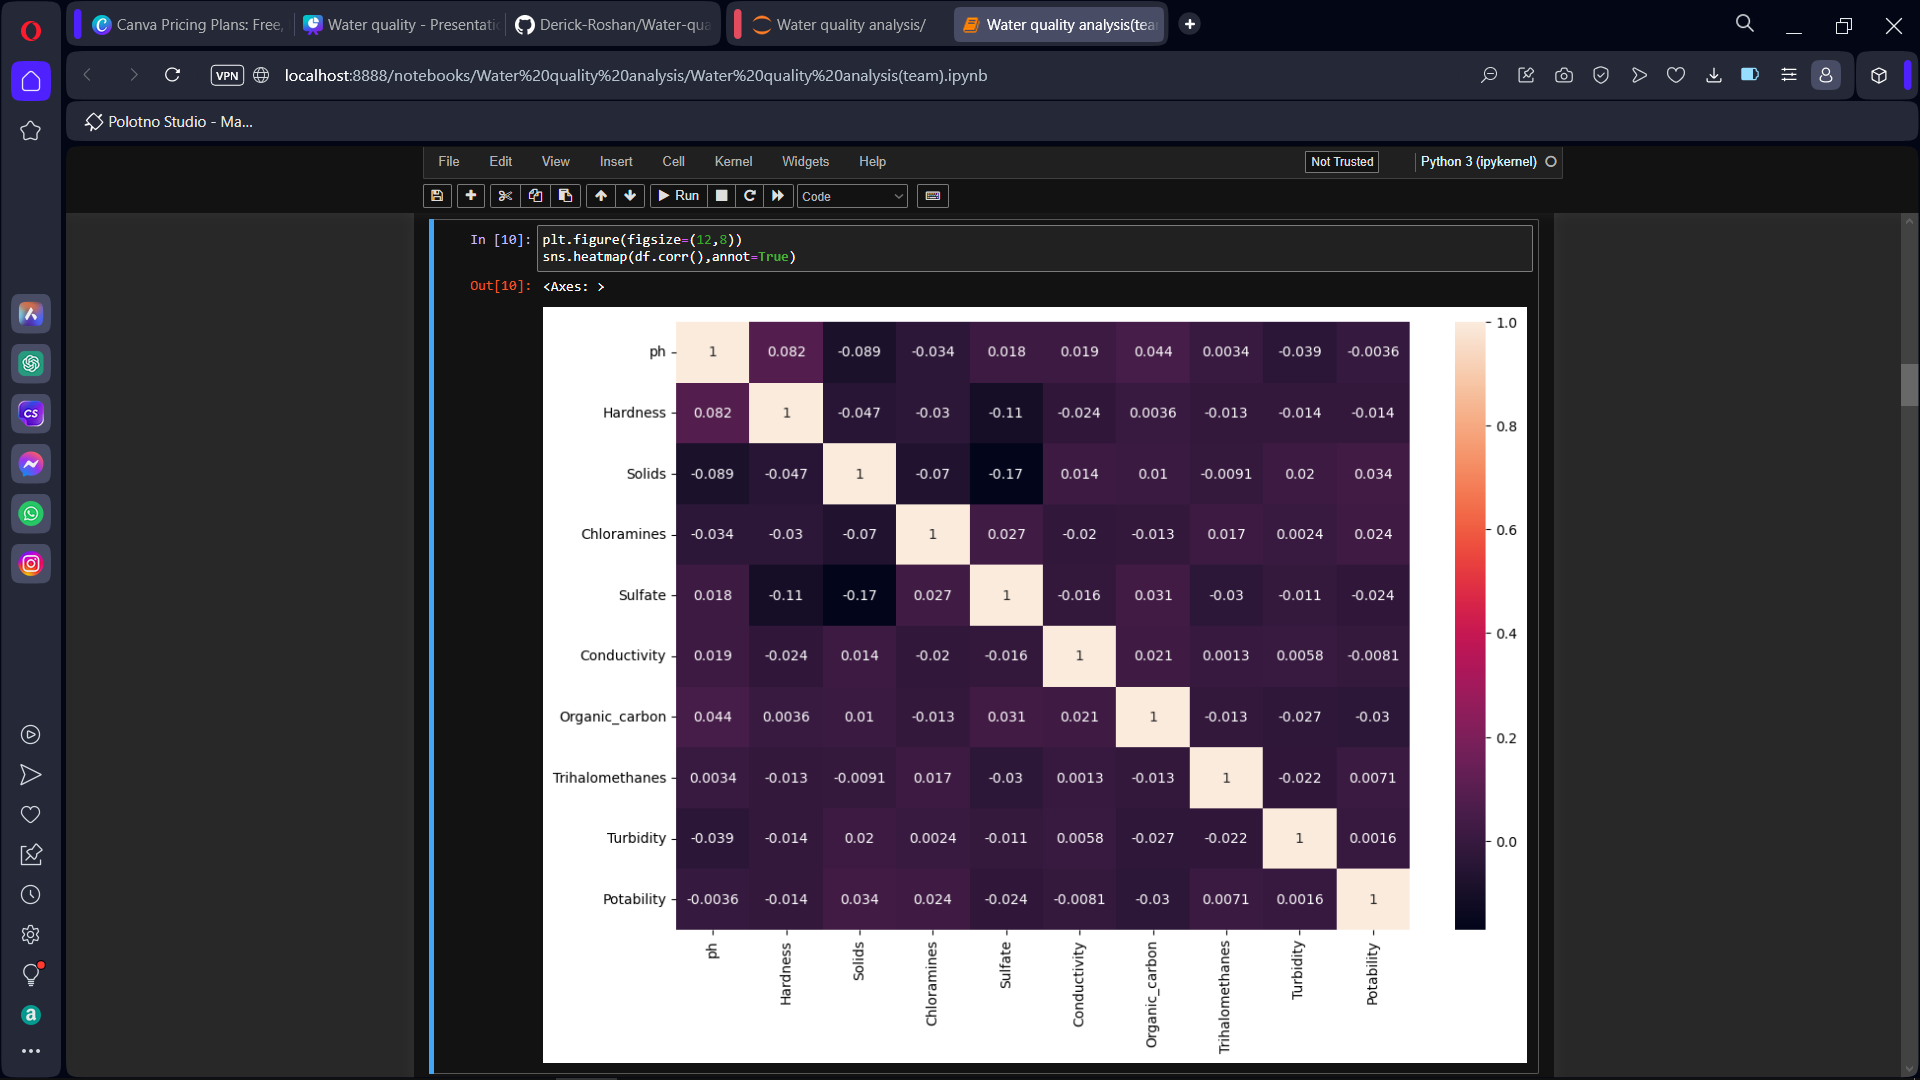 Canva Pricing Plans: Free,
Water quality - Presentatio
Derick-Roshan/Water-qua
Water quality analysis/
Water quality analysis(tea
VPN
localhost:8888/notebooks/Water%20quality%20analysis/Water%20quality%20analysis(team).ipynb
Polotno Studio - Ma...
File Edit View Insert Cell Kernel Widgets Help
Not Trusted
Python 3 (ipykernel)
Run
Code
In [10]:
plt.figure(figsize=(12,8))
sns.heatmap(df.corr(),annot=True)
Out[10]: <Axes: >
ph 1 0.082 -0.089 -0.034 0.018 0.019 0.044 0.0034 -0.039 -0.0036
Hardness 0.082 1 -0.047 -0.03 -0.11 -0.024 0.0036 -0.013 -0.014 -0.014
Solids -0.089 -0.047 1 -0.07 -0.17 0.014 0.01 -0.0091 0.02 0.034
Chloramines -0.034 -0.03 -0.07 1 0.027 -0.02 -0.013 0.017 0.0024 0.024
Sulfate 0.018 -0.11 -0.17 0.027 1 -0.016 0.031 -0.03 -0.011 -0.024
Conductivity 0.019 -0.024 0.014 -0.02 -0.016 1 0.021 0.0013 0.0058 -0.0081
Organic_carbon 0.044 0.0036 0.01 -0.013 0.031 0.021 1 -0.013 -0.027 -0.03
Trihalomethanes 0.0034 -0.013 -0.0091 0.017 -0.03 0.0013 -0.013 1 -0.022 0.0071
Turbidity -0.039 -0.014 0.02 0.0024 -0.011 0.0058 -0.027 -0.022 1 0.0016
Potability -0.0036 -0.014 0.034 0.024 -0.024 -0.0081 -0.03 0.0071 0.0016 1
ph
Hardness
Solids
Chloramines
Sulfate
Conductivity
Organic_carbon
Trihalomethanes
Turbidity
Potability
1.0
0.8
0.6
0.4
0.2
0.0
CS
a